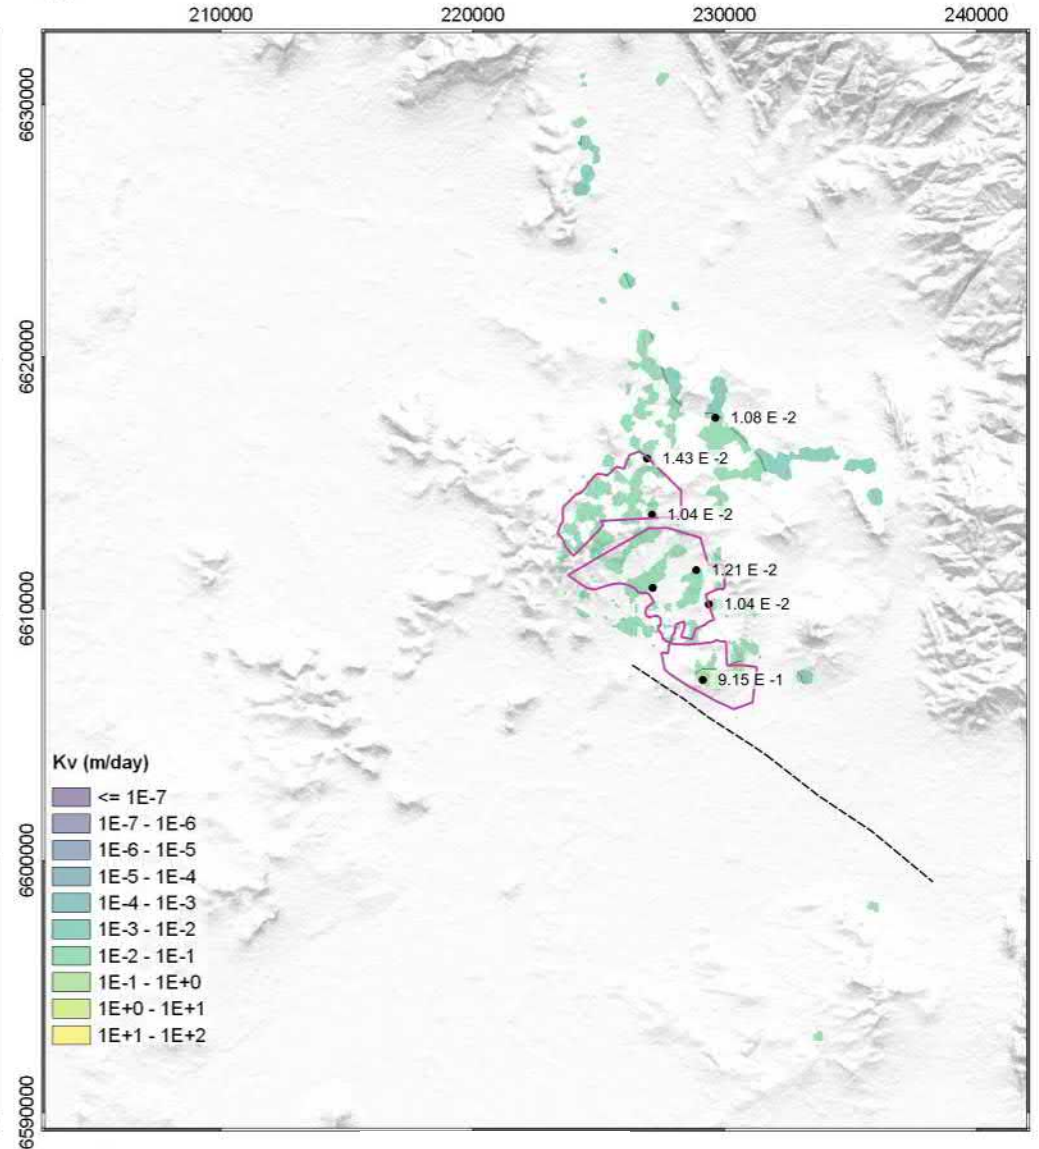 210000 220000 230000 240000
6630000
6620000
6610000
6600000
6590000
1.08 E -2
1.43 E -2
1.04 E -2
1.21 E -2
1.04 E -2
9.15 E -1
Kv (m/day)
<= 1E-7
1E-7 - 1E-6
1E-6 - 1E-5
1E-5 - 1E-4
1E-4 - 1E-3
1E-3 - 1E-2
1E-2 - 1E-1
1E-1 - 1E+0
1E+0 - 1E+1
1E+1 - 1E+2